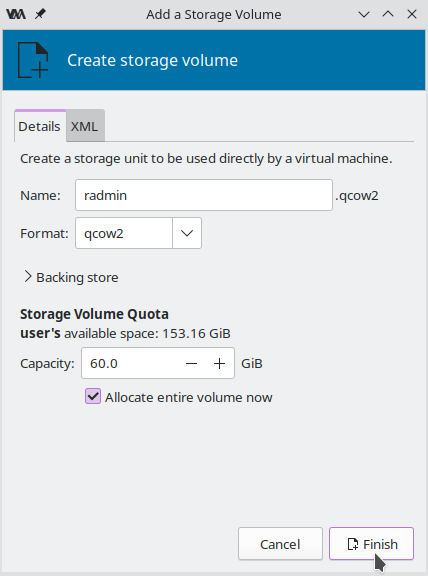 Add a Storage Volume
Create storage volume
Details XML
Create a storage unit to be used directly by a virtual machine.
Name: radmin .qcow2
Format: qcow2
Backing store
Storage Volume Quota
user's available space: 153.16 GiB
Capacity: 60.0 GiB
Allocate entire volume now
Cancel Finish